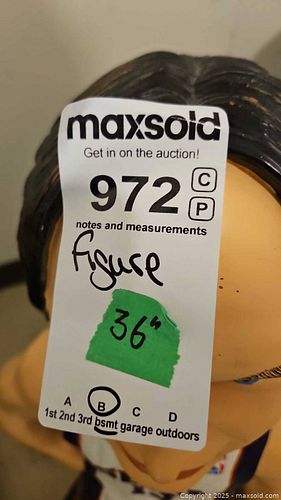 maxsold
Get in on the auction!
972 C
P
notes and measurements
figure
36"
A B C D
1st 2nd 3rd bsmt garage outdoors
Copyright © 2025 - maxsold.com